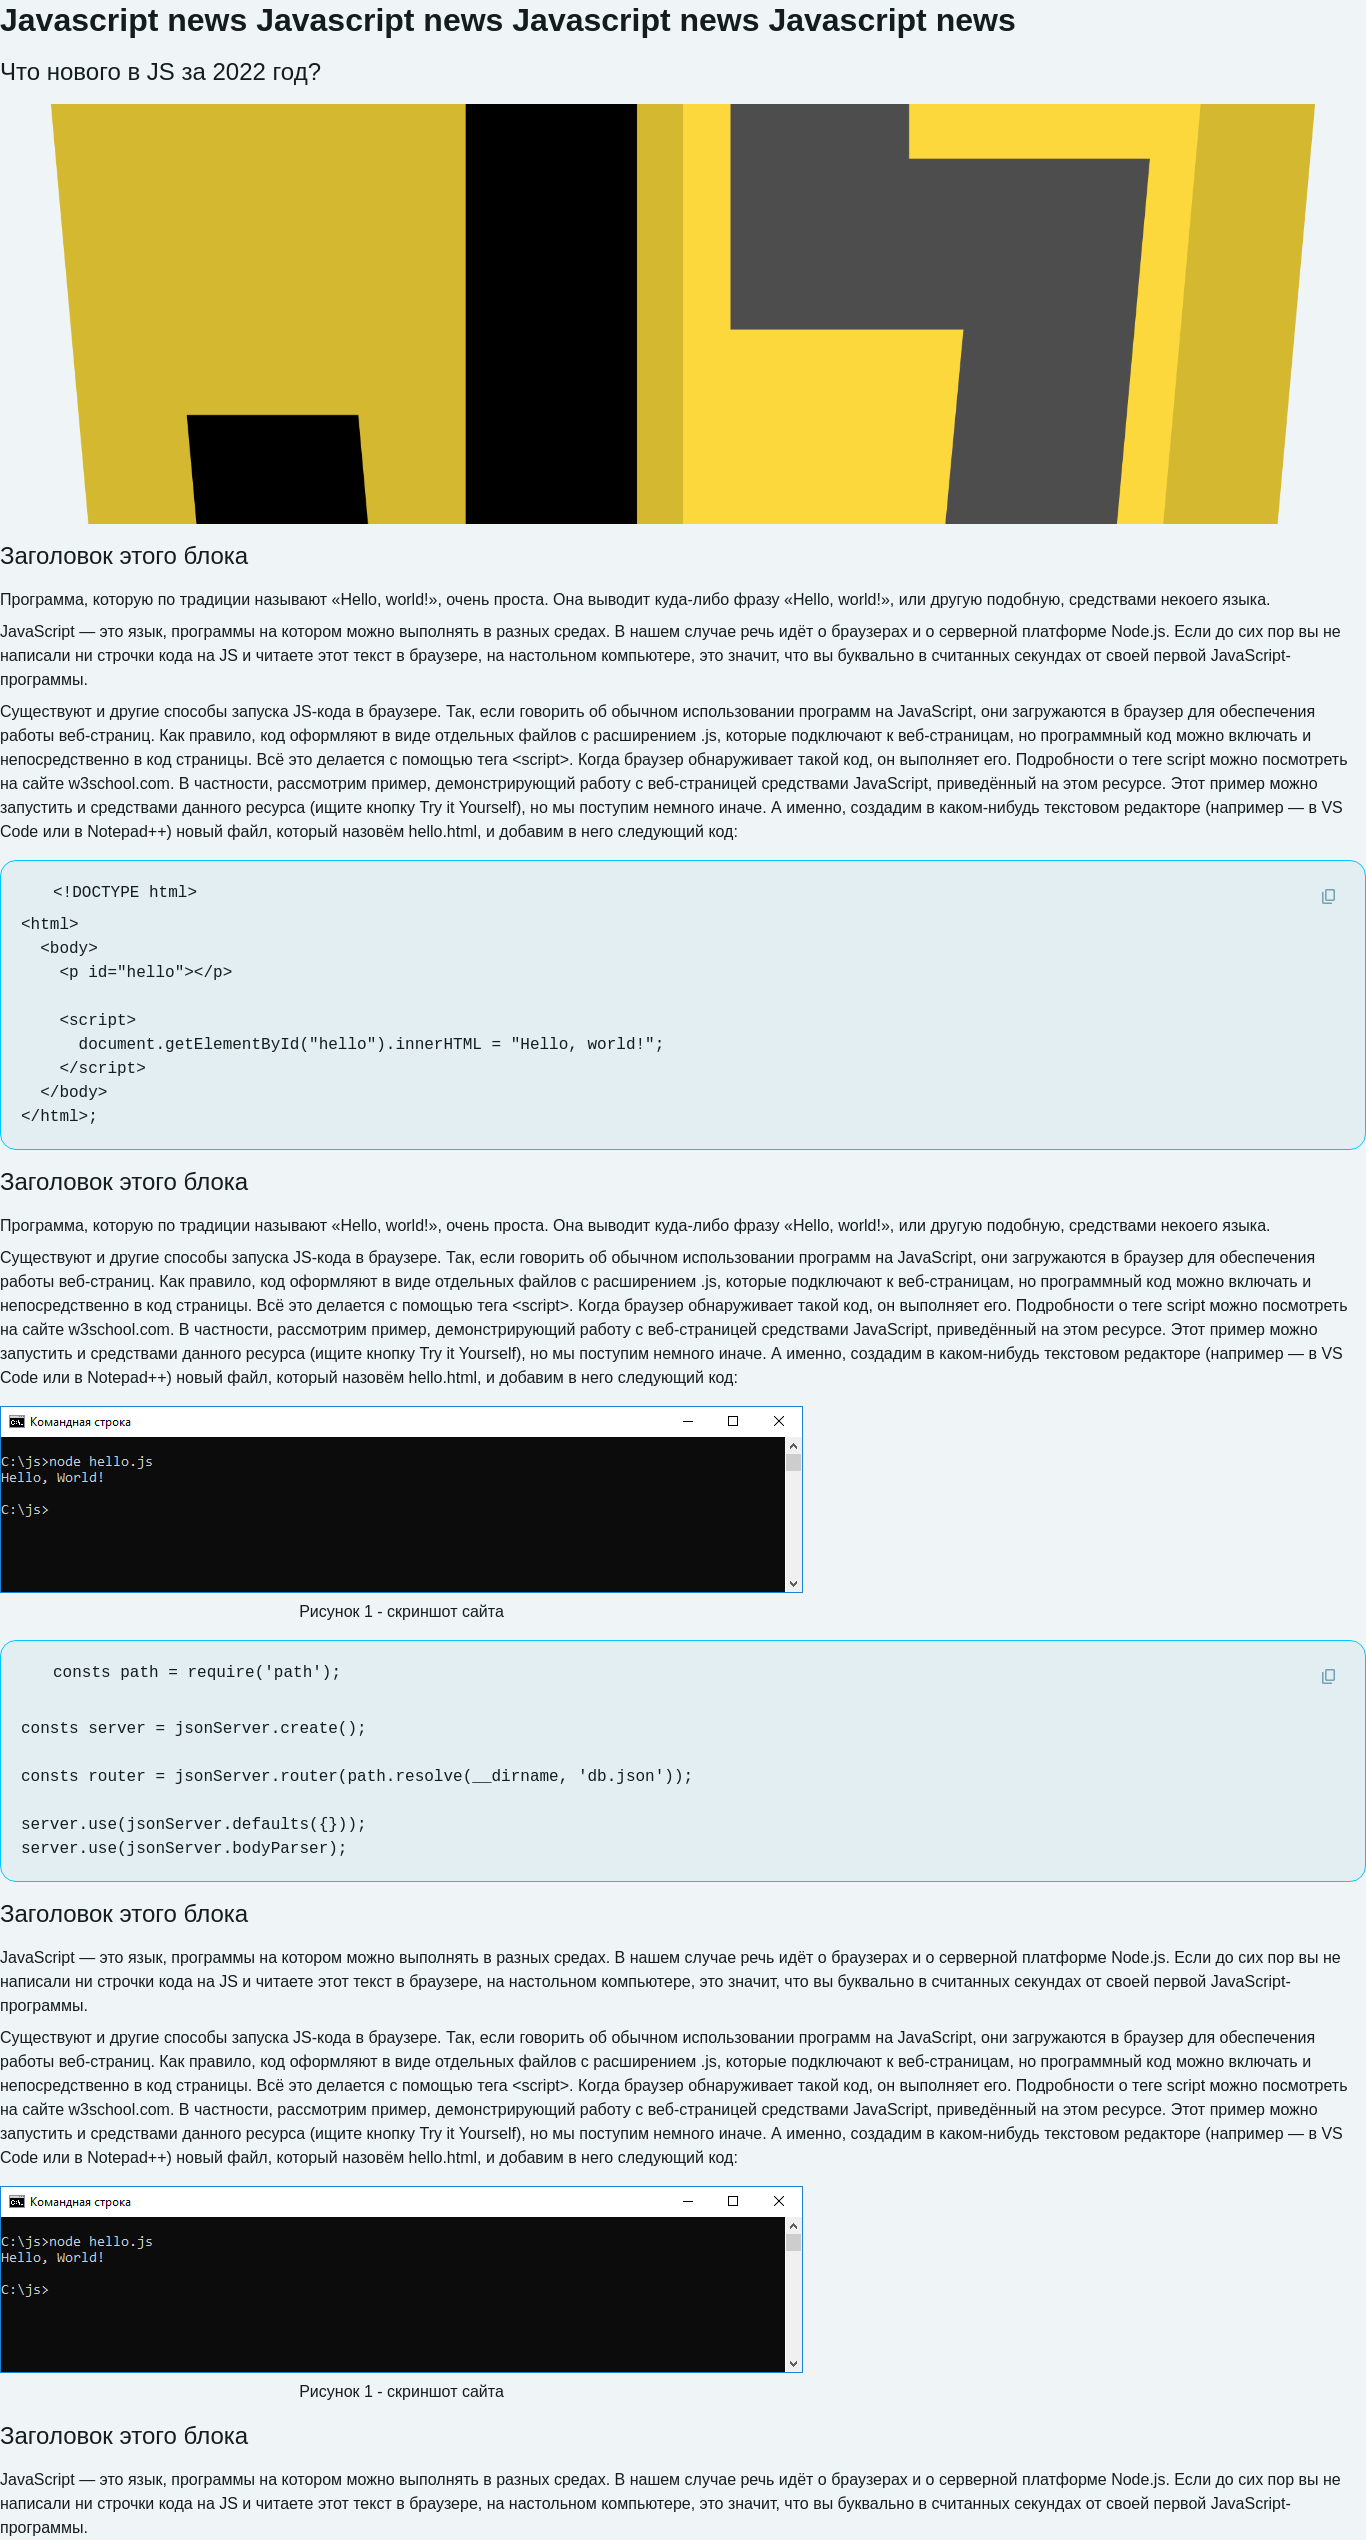 Javascript news Javascript news Javascript news Javascript news
Что нового в JS за 2022 год?
Заголовок этого блока
Программа, которую по традиции называют «Hello, world!», очень проста. Она выводит куда-либо фразу «Hello, world!», или другую подобную, средствами некоего языка.
JavaScript — это язык, программы на котором можно выполнять в разных средах. В нашем случае речь идёт о браузерах и о серверной платформе Node.js. Если до сих пор вы не
написали ни строчки кода на JS и читаете этот текст в браузере, на настольном компьютере, это значит, что вы буквально в считанных секундах от своей первой JavaScript-
программы.
Существуют и другие способы запуска JS-кода в браузере. Так, если говорить об обычном использовании программ на JavaScript, они загружаются в браузер для обеспечения
работы веб-страниц. Как правило, код оформляют в виде отдельных файлов с расширением .js, которые подключают к веб-страницам, но программный код можно включать и
непосредственно в код страницы. Всё это делается с помощью тега <script>. Когда браузер обнаруживает такой код, он выполняет его. Подробности о теге script можно посмотреть
на сайте w3school.com. В частности, рассмотрим пример, демонстрирующий работу с веб-страницей средствами JavaScript, приведённый на этом ресурсе. Этот пример можно
запустить и средствами данного ресурса (ищите кнопку Try it Yourself), но мы поступим немного иначе. А именно, создадим в каком-нибудь текстовом редакторе (например — в VS
Code или в Notepad++) новый файл, который назовём hello.html, и добавим в него следующий код:
<!DOCTYPE html>
<html>
  <body>
    <p id="hello"></p>
    <script>
      document.getElementById("hello").innerHTML = "Hello, world!";
    </script>
  </body>
</html>;
Заголовок этого блока
Программа, которую по традиции называют «Hello, world!», очень проста. Она выводит куда-либо фразу «Hello, world!», или другую подобную, средствами некоего языка.
Существуют и другие способы запуска JS-кода в браузере. Так, если говорить об обычном использовании программ на JavaScript, они загружаются в браузер для обеспечения
работы веб-страниц. Как правило, код оформляют в виде отдельных файлов с расширением .js, которые подключают к веб-страницам, но программный код можно включать и
непосредственно в код страницы. Всё это делается с помощью тега <script>. Когда браузер обнаруживает такой код, он выполняет его. Подробности о теге script можно посмотреть
на сайте w3school.com. В частности, рассмотрим пример, демонстрирующий работу с веб-страницей средствами JavaScript, приведённый на этом ресурсе. Этот пример можно
запустить и средствами данного ресурса (ищите кнопку Try it Yourself), но мы поступим немного иначе. А именно, создадим в каком-нибудь текстовом редакторе (например — в VS
Code или в Notepad++) новый файл, который назовём hello.html, и добавим в него следующий код:
Командная строка
C:\js>node hello.js
Hello, World!
C:\js>
Рисунок 1 - скриншот сайта
consts path = require('path');
consts server = jsonServer.create();
consts router = jsonServer.router(path.resolve(__dirname, 'db.json'));
server.use(jsonServer.defaults({}));
server.use(jsonServer.bodyParser);
Заголовок этого блока
JavaScript — это язык, программы на котором можно выполнять в разных средах. В нашем случае речь идёт о браузерах и о серверной платформе Node.js. Если до сих пор вы не
написали ни строчки кода на JS и читаете этот текст в браузере, на настольном компьютере, это значит, что вы буквально в считанных секундах от своей первой JavaScript-
программы.
Существуют и другие способы запуска JS-кода в браузере. Так, если говорить об обычном использовании программ на JavaScript, они загружаются в браузер для обеспечения
работы веб-страниц. Как правило, код оформляют в виде отдельных файлов с расширением .js, которые подключают к веб-страницам, но программный код можно включать и
непосредственно в код страницы. Всё это делается с помощью тега <script>. Когда браузер обнаруживает такой код, он выполняет его. Подробности о теге script можно посмотреть
на сайте w3school.com. В частности, рассмотрим пример, демонстрирующий работу с веб-страницей средствами JavaScript, приведённый на этом ресурсе. Этот пример можно
запустить и средствами данного ресурса (ищите кнопку Try it Yourself), но мы поступим немного иначе. А именно, создадим в каком-нибудь текстовом редакторе (например — в VS
Code или в Notepad++) новый файл, который назовём hello.html, и добавим в него следующий код:
Командная строка
C:\js>node hello.js
Hello, World!
C:\js>
Рисунок 1 - скриншот сайта
Заголовок этого блока
JavaScript — это язык, программы на котором можно выполнять в разных средах. В нашем случае речь идёт о браузерах и о серверной платформе Node.js. Если до сих пор вы не
написали ни строчки кода на JS и читаете этот текст в браузере, на настольном компьютере, это значит, что вы буквально в считанных секундах от своей первой JavaScript-
программы.